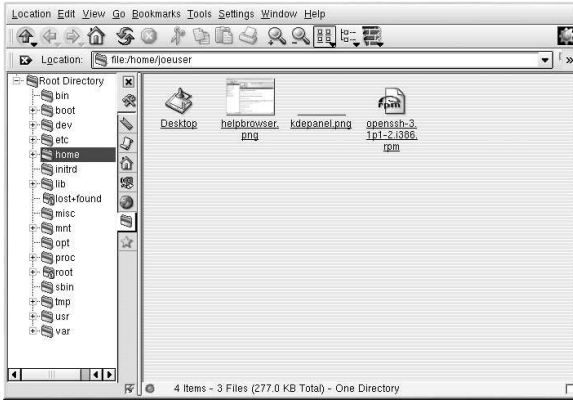 Location Edit View Go Bookmarks Tools Settings Window Help
Location: file:/home/joeuser
Root Directory
bin
boot
dev
etc
home
initrd
lib
lost+found
misc
mnt
opt
proc
root
sbin
tmp
usr
var
Desktop
helpbrowser.
png
kdepanel.png
rpm
openssh-3.
1p1-2.i386.
rpm
4 Items - 3 Files (277.0 KB Total) - One Directory